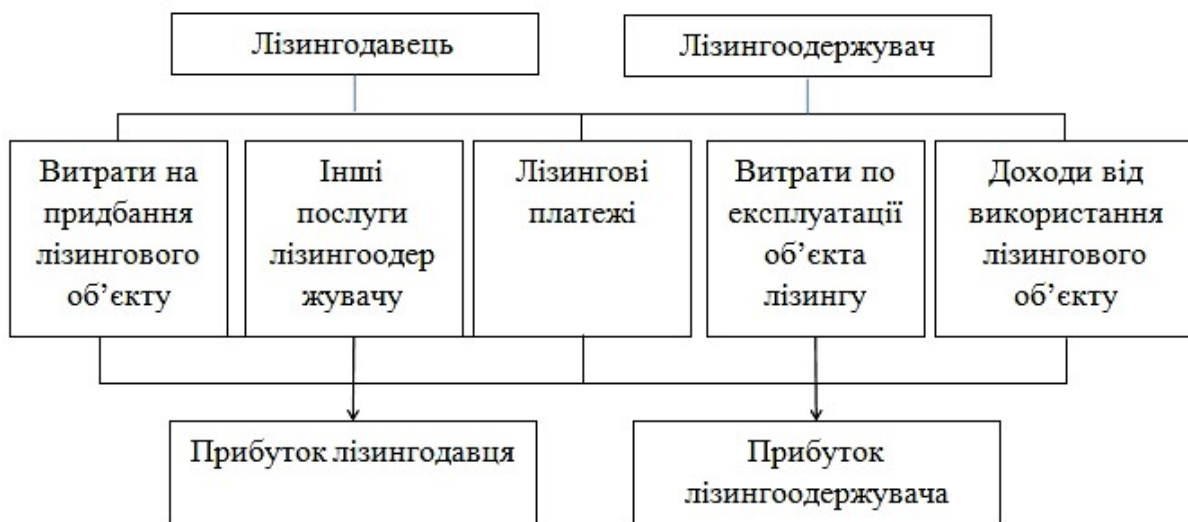 Лізингодавець
Лізингоодержувач
Витрати на
придбання
лізингового
об’єкту
Інші
послуги
лізингоодер
жувачу
Лізингові
платежі
Витрати по
експлуатації
об’єкта
лізингу
Доходи від
використання
лізингового
об’єкту
Прибуток лізингодавця
Прибуток
лізингоодержувача